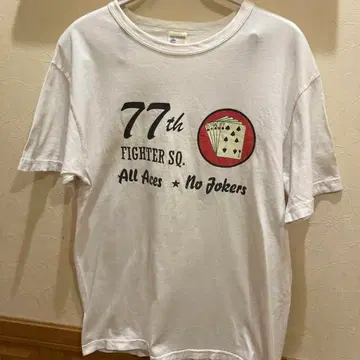 77th
FIGHTER SQ.
All Aces ★ No Jokers